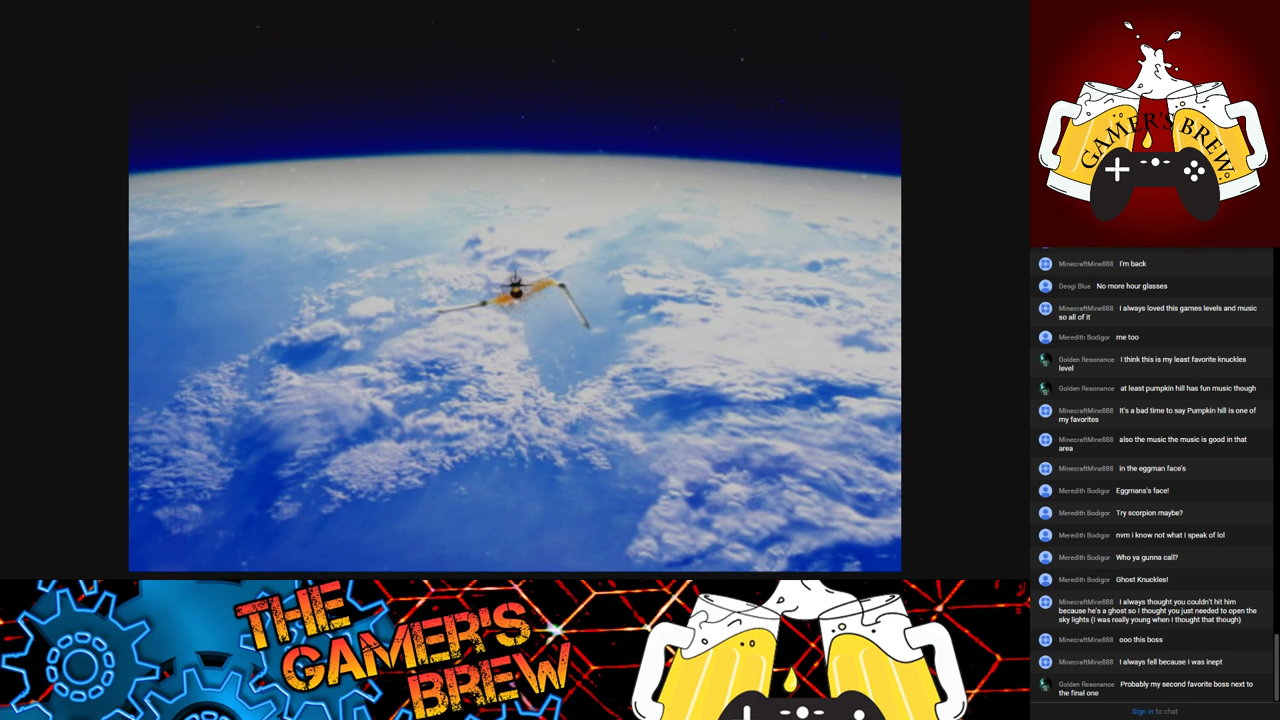 GAMER'S BREW
MinecraftMine888 I'm back
Deogi Blue No more hour glasses
MinecraftMine888 I always loved this games levels and music
so all of it
Meredith Bodigor me too
Golden Resonance I think this is my least favorite knuckles
level
Golden Resonance at least pumpkin hill has fun music though
MinecraftMine888 It's a bad time to say Pumpkin hill is one of
my favorites
MinecraftMine888 also the music the music is good in that
area
MinecraftMine888 in the eggman face's
Meredith Bodigor Eggmans's face!
Meredith Bodigor Try scorpion maybe?
Meredith Bodigor nvm i know not what I speak of lol
Meredith Bodigor Who ya gunna call?
Meredith Bodigor Ghost Knuckles!
MinecraftMine888 I always thought you couldn't hit him
because he's a ghost so I thought you just needed to open the
sky lights (I was really young when I thought that though)
MinecraftMine888 ooo this boss
MinecraftMine888 I always fell because I was inept
Golden Resonance Probably my second favorite boss next to
the final one
Sign in to chat
THE
GAMER'S
BREW